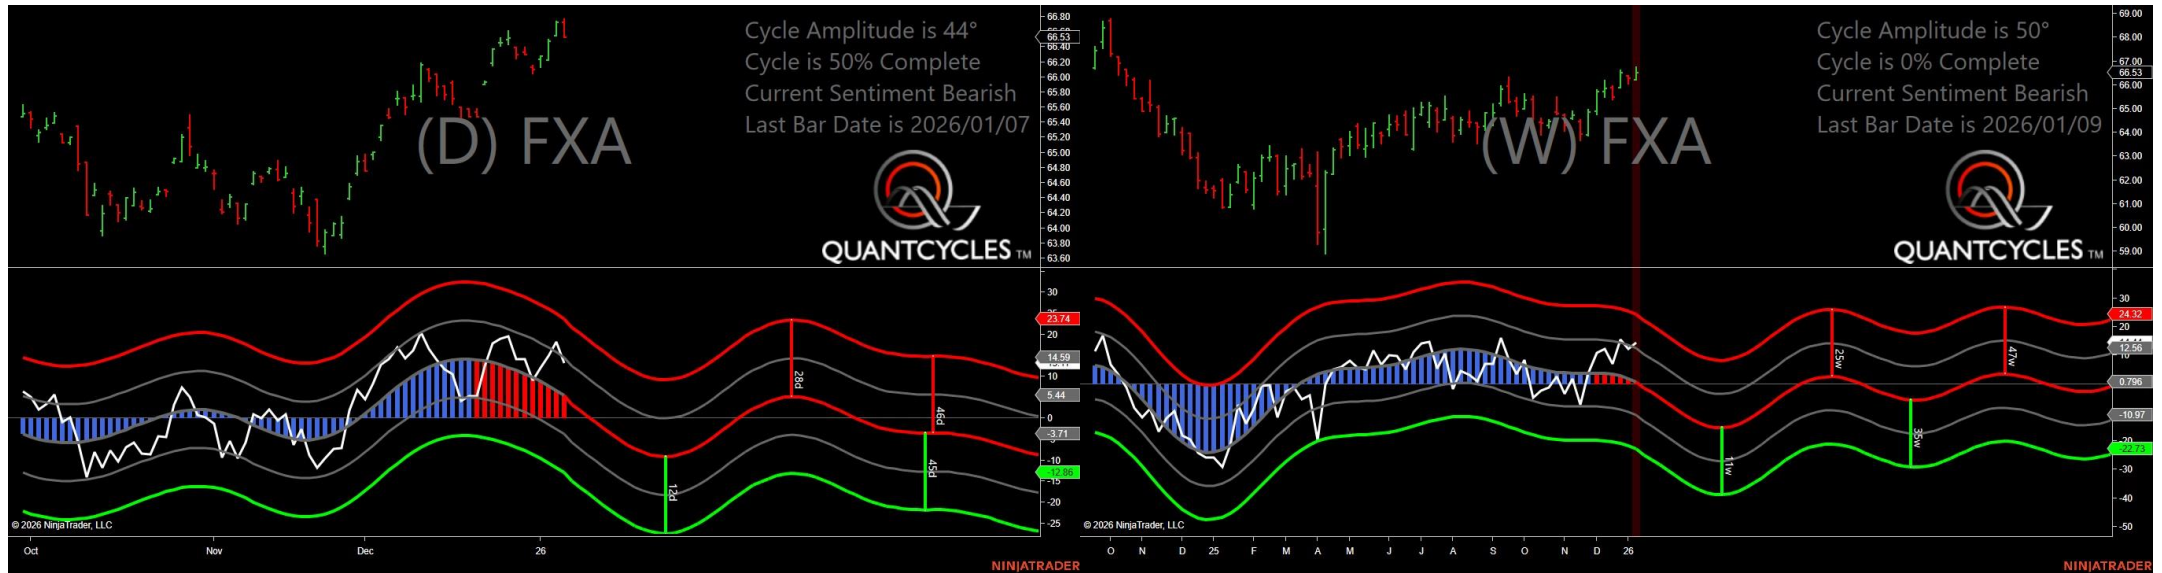 Cycle Amplitude is 44°
Cycle is 50% Complete
Current Sentiment Bearish
Last Bar Date is 2026/01/07
(D) FXA
QUANTCYCLES TM
66.80
66.53
66.40
66.20
66.00
65.80
65.60
65.40
65.20
65.00
64.80
64.60
64.40
64.20
64.00
63.80
63.60
30
23.74
20
14.59
10
5.44
0
-3.71
-10
-12.86
-15
-20
-25
28d
46d
45d
12d
© 2026 NinjaTrader, LLC
Oct Nov Dec 26
NINJATRADER
Cycle Amplitude is 50°
Cycle is 0% Complete
Current Sentiment Bearish
Last Bar Date is 2026/01/09
(W) FXA
QUANTCYCLES TM
69.00
68.00
67.00
66.53
66.00
65.00
64.00
63.00
62.00
61.00
60.00
59.00
30
24.32
20
12.56
0.796
-10.97
-20
-22.73
-30
-40
-50
25w
47w
35w
11w
© 2026 NinjaTrader, LLC
O N D 25 F M A M J J A S O N D 26
NINJATRADER